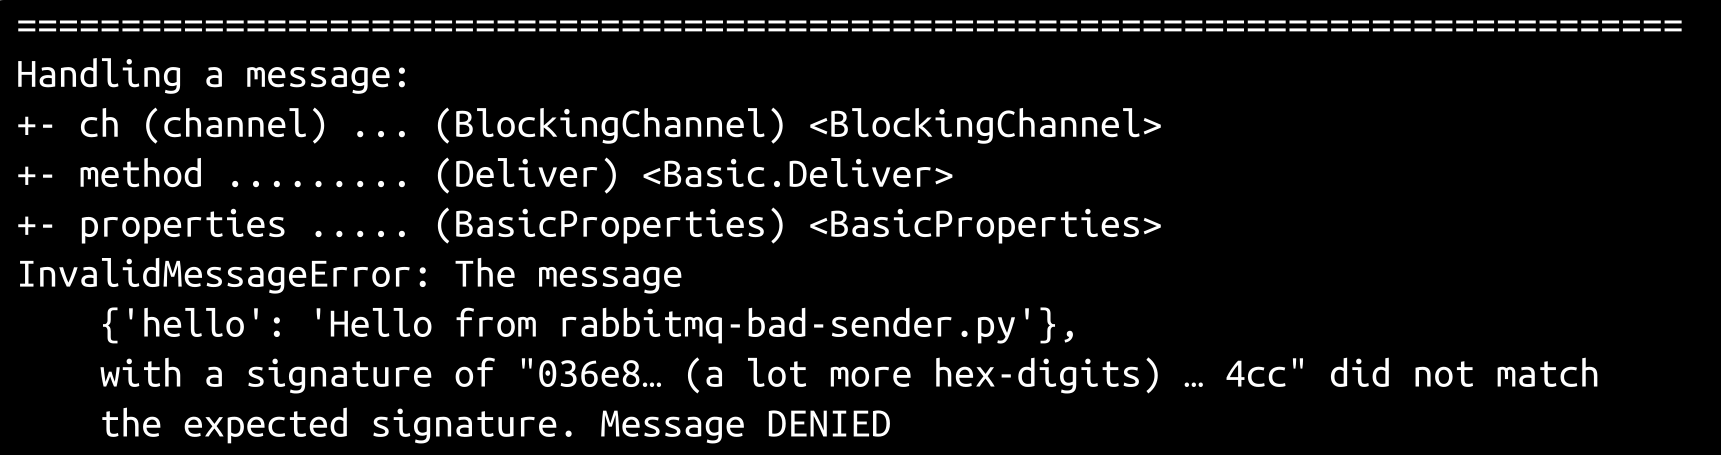 ================================================================================
Handling a message:
+- ch (channel) ... (BlockingChannel) <BlockingChannel>
+- method ......... (Deliver) <Basic.Deliver>
+- properties ..... (BasicProperties) <BasicProperties>
InvalidMessageError: The message
    {'hello': 'Hello from rabbitmq-bad-sender.py'},
    with a signature of "036e8… (a lot more hex-digits) … 4cc" did not match
    the expected signature. Message DENIED